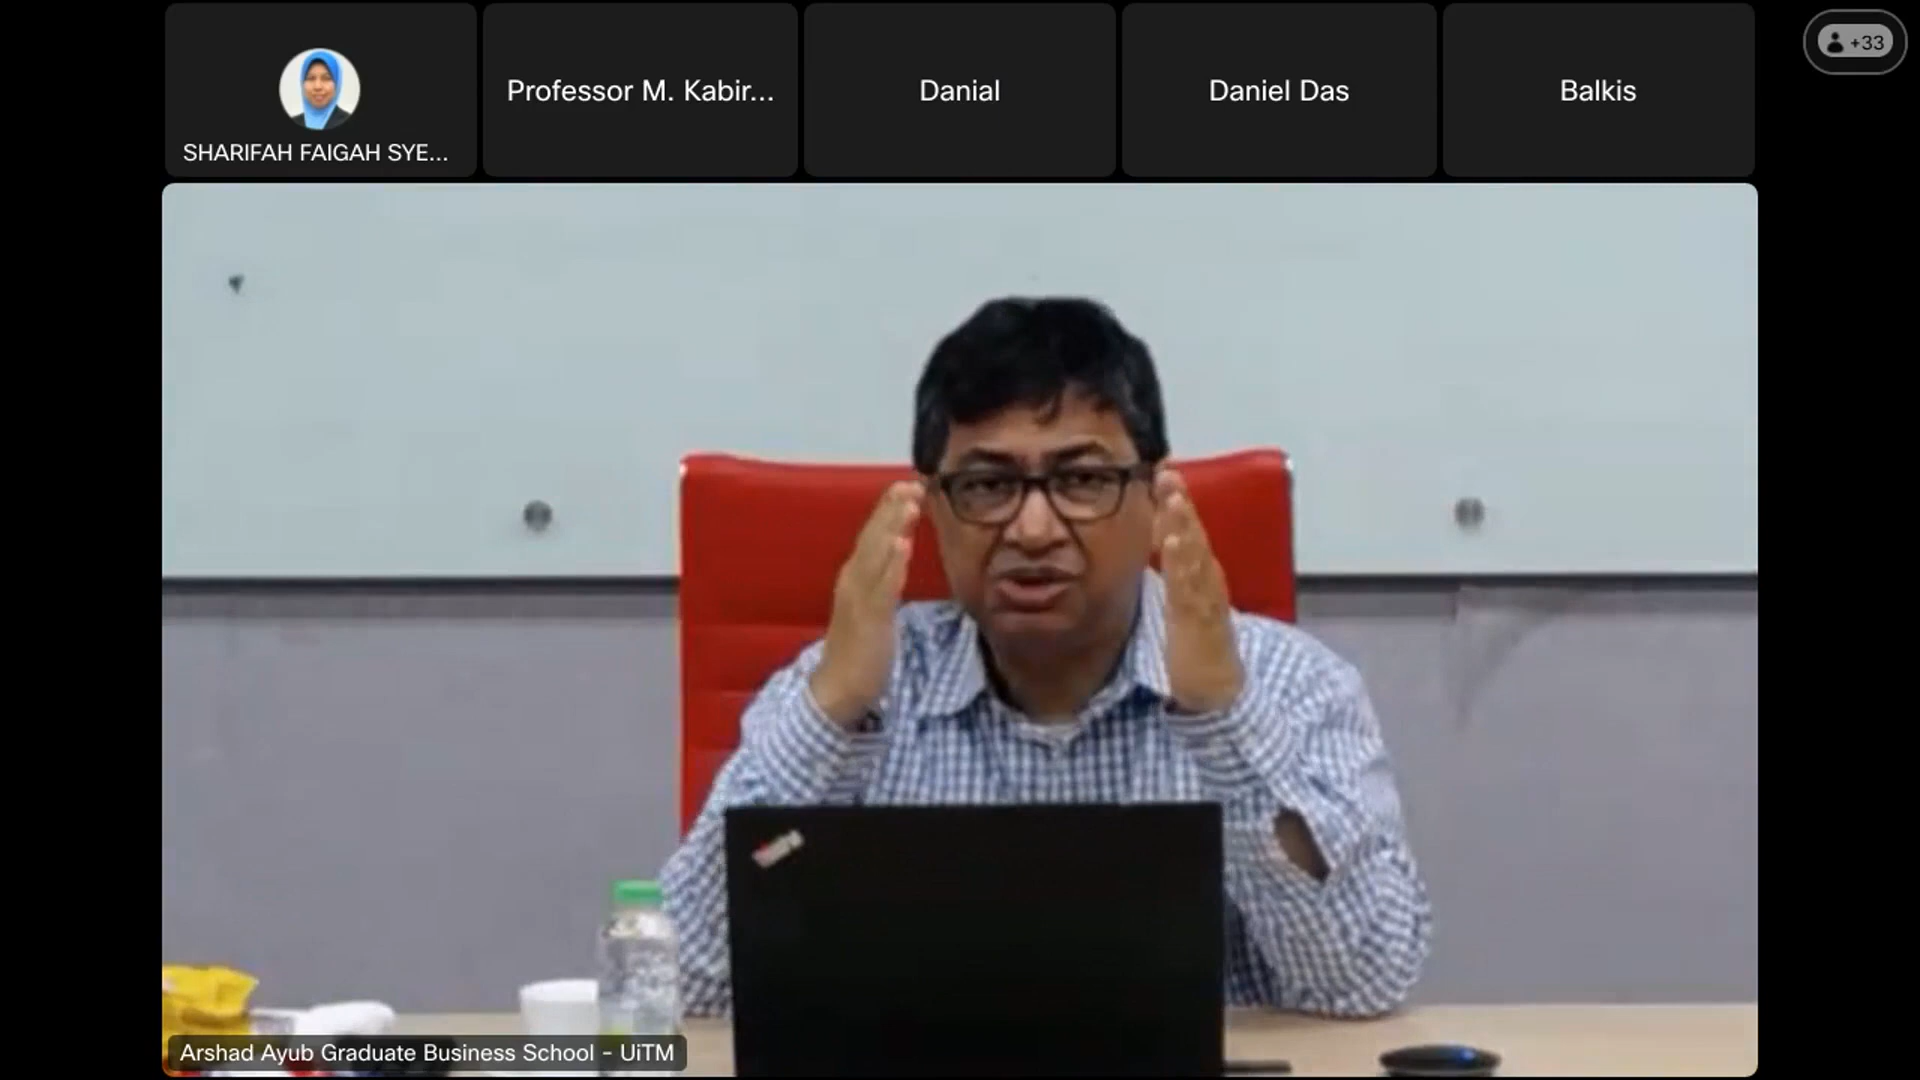 SHARIFAH FAIGAH SYE...
Professor M. Kabir...
Danial
Daniel Das
Balkis
+33
Arshad Ayub Graduate Business School - UiTM